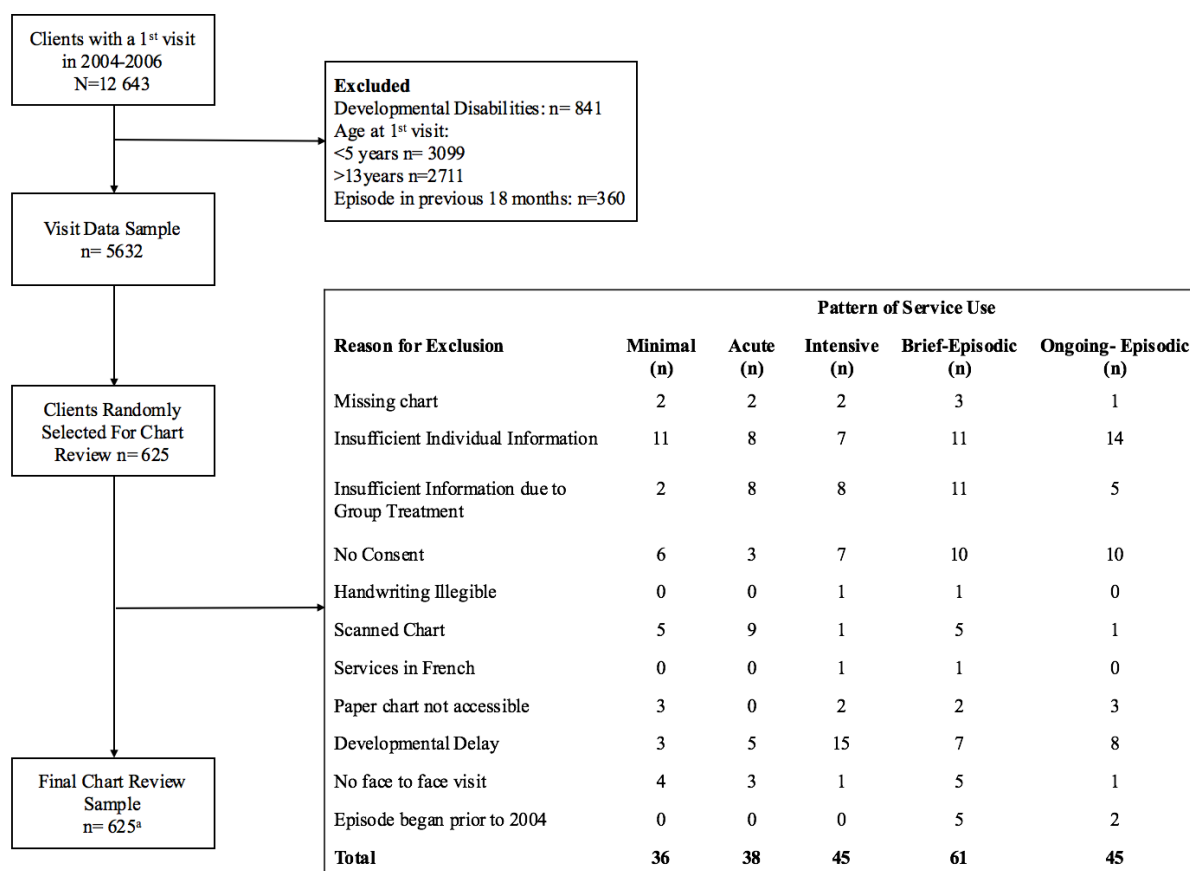 Clients with a 1st visit
in 2004-2006
N=12 643
Excluded
Developmental Disabilities: n= 841
Age at 1st visit:
<5 years n= 3099
>13years n=2711
Episode in previous 18 months: n=360
Visit Data Sample
n= 5632
Clients Randomly
Selected For Chart
Review n= 625
Final Chart Review
Sample
n= 625a
Pattern of Service Use
Reason for Exclusion Minimal Acute Intensive Brief-Episodic Ongoing- Episodic
(n) (n) (n) (n) (n)
Missing chart 2 2 2 3 1
Insufficient Individual Information 11 8 7 11 14
Insufficient Information due to 2 8 8 11 5
Group Treatment
No Consent 6 3 7 10 10
Handwriting Illegible 0 0 1 1 0
Scanned Chart 5 9 1 5 1
Services in French 0 0 1 1 0
Paper chart not accessible 3 0 2 2 3
Developmental Delay 3 5 15 7 8
No face to face visit 4 3 1 5 1
Episode began prior to 2004 0 0 0 5 2
Total 36 38 45 61 45